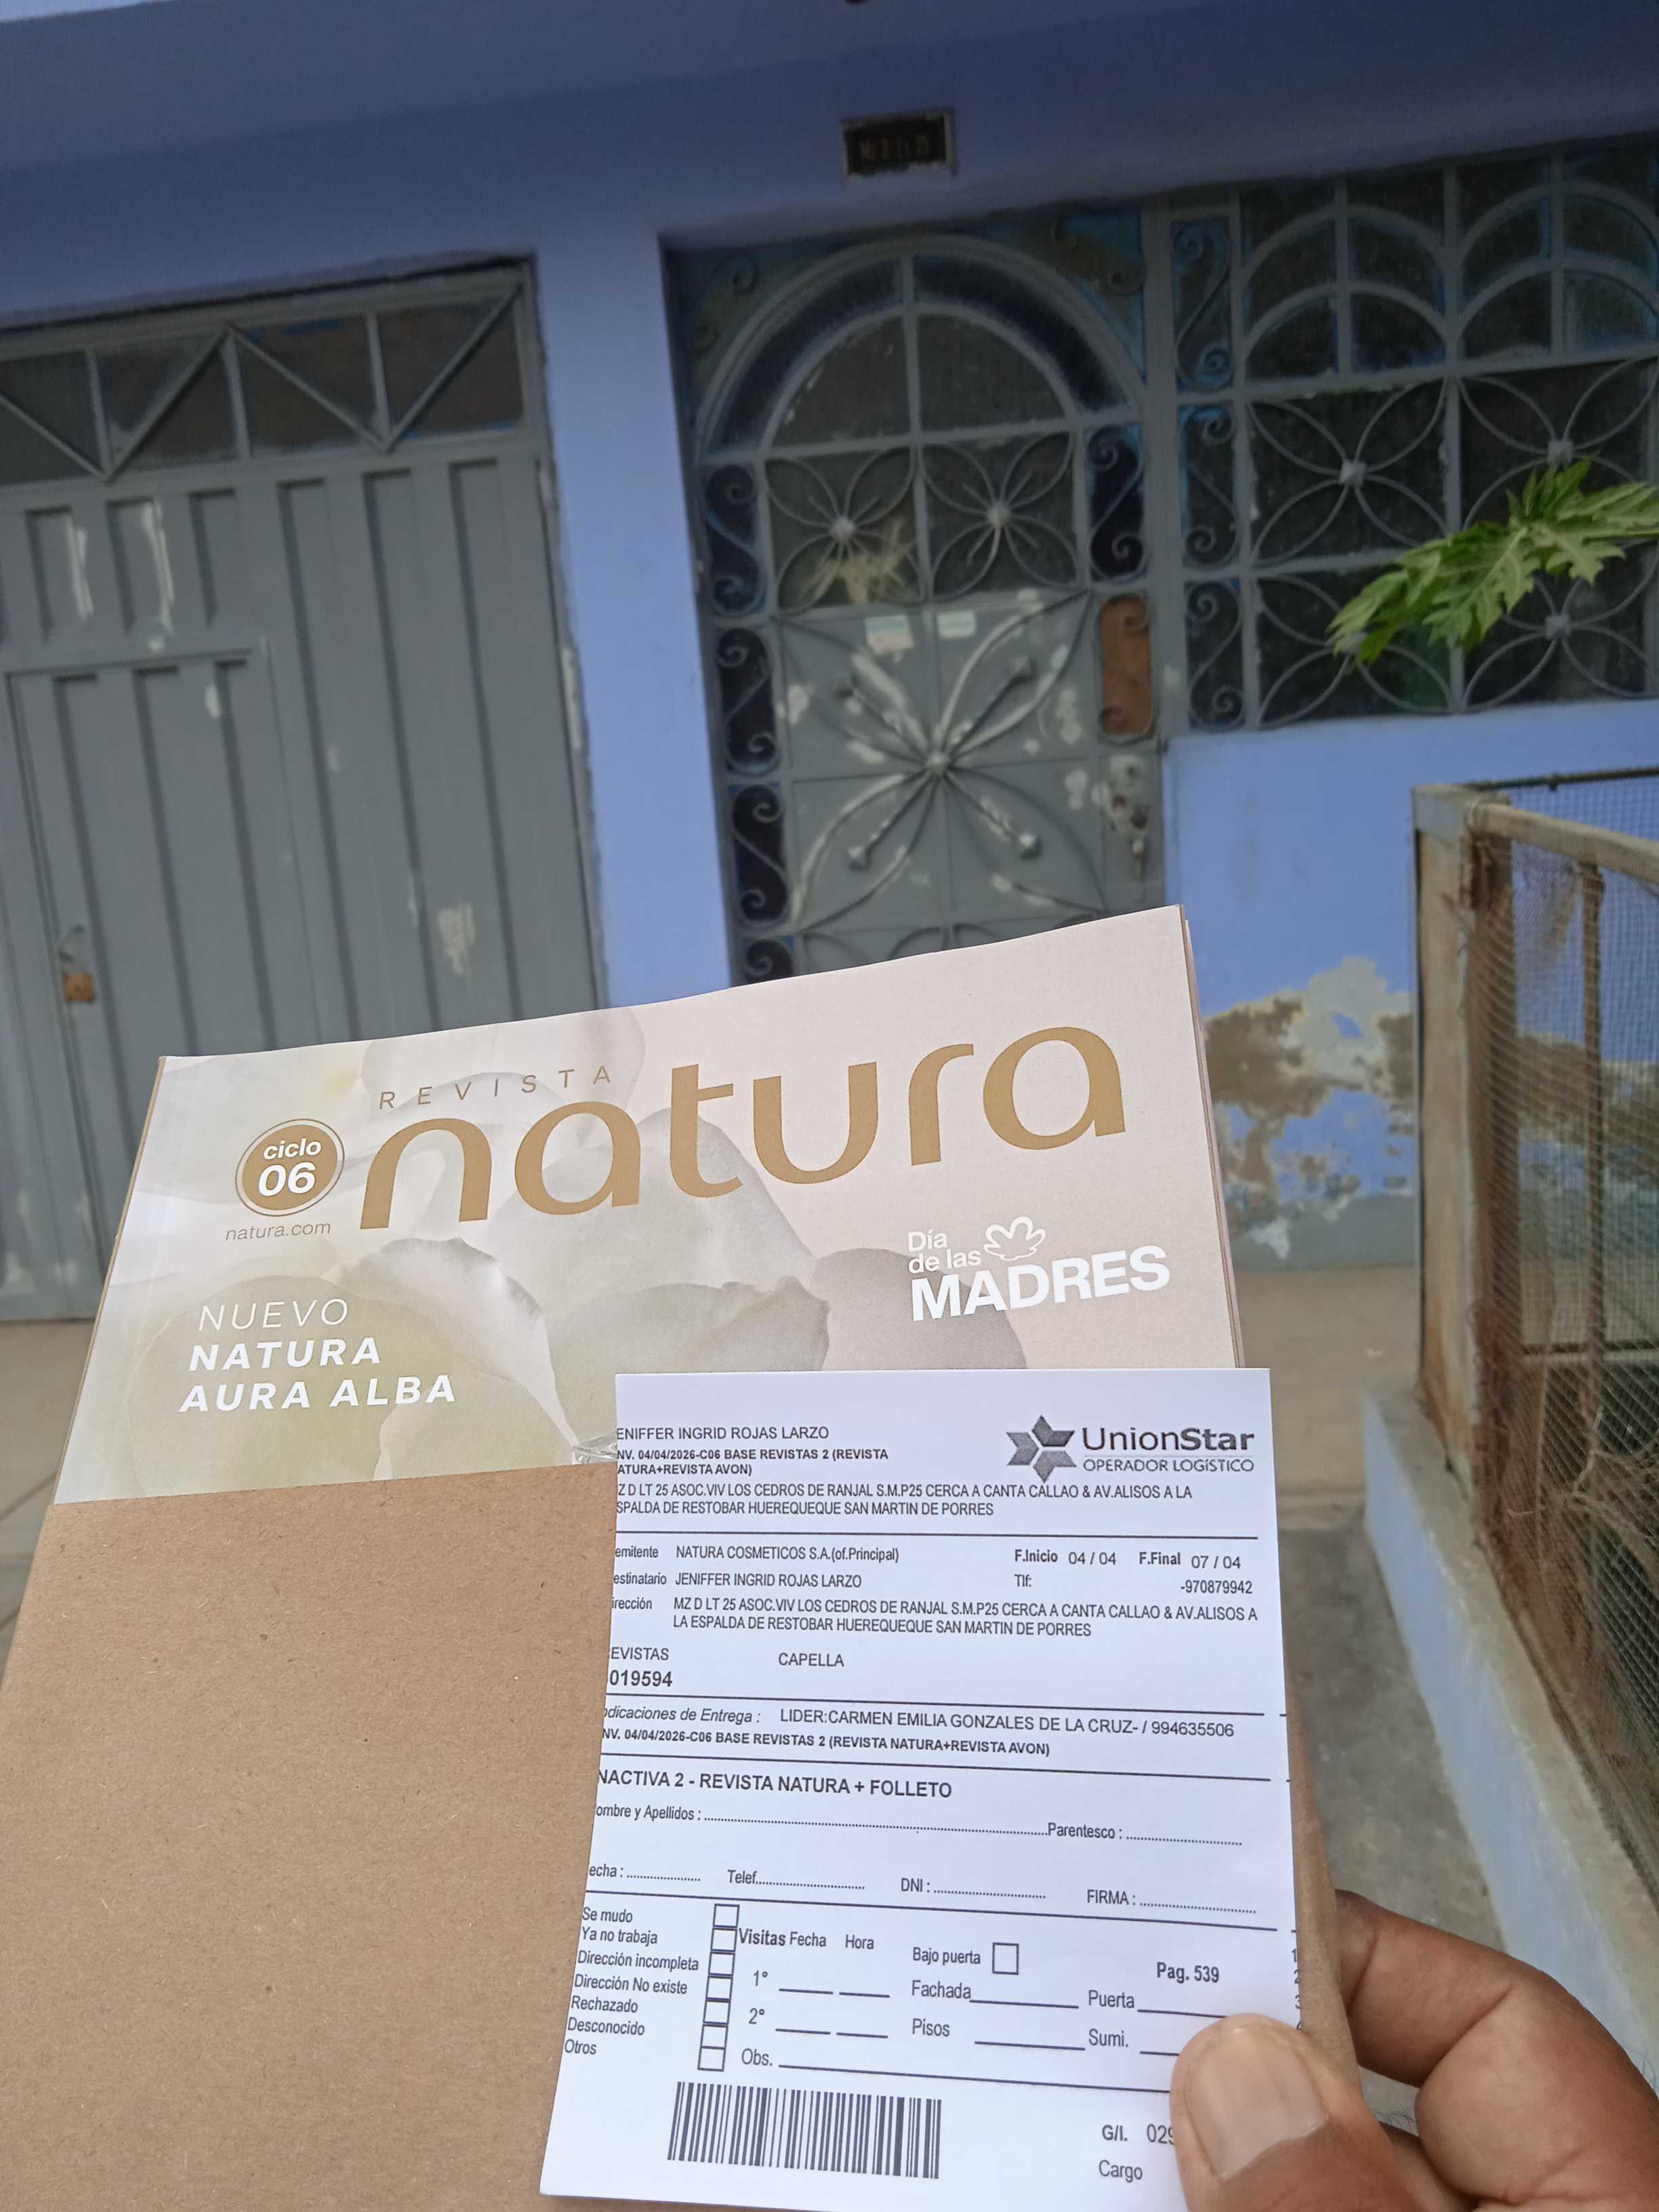 REVISTA
natura
ciclo
06
natura.com
Día
de las
MADRES
NUEVO
NATURA
AURA ALBA
ENIFFER INGRID ROJAS LARZO
UnionStar
OPERADOR LOGÍSTICO
NV. 04/04/2026-C06 BASE REVISTAS 2 (REVISTA
ATURA+REVISTA AVON)
Z D LT 25 ASOC.VIV LOS CEDROS DE RANJAL S.M.P25 CERCA A CANTA CALLAO & AV.ALISOS A LA
SPALDA DE RESTOBAR HUEREQUEQUE SAN MARTIN DE PORRES
emitente NATURA COSMETICOS S.A.(of.Principal) F.Inicio 04 / 04 F.Final 07 / 04
estinatario JENIFFER INGRID ROJAS LARZO Tlf: -970879942
irección MZ D LT 25 ASOC.VIV LOS CEDROS DE RANJAL S.M.P25 CERCA A CANTA CALLAO & AV.ALISOS A
LA ESPALDA DE RESTOBAR HUEREQUEQUE SAN MARTIN DE PORRES
EVISTAS CAPELLA
019594
ndicaciones de Entrega : LIDER:CARMEN EMILIA GONZALES DE LA CRUZ- / 994635506
NV. 04/04/2026-C06 BASE REVISTAS 2 (REVISTA NATURA+REVISTA AVON)
NACTIVA 2 - REVISTA NATURA + FOLLETO
ombre y Apellidos : Parentesco :
echa : Telef. DNI : FIRMA :
Se mudo
Ya no trabaja
Dirección incompleta
Dirección No existe
Rechazado
Desconocido
Otros
Visitas Fecha Hora
1°
2°
Obs.
Bajo puerta
Fachada
Pisos
Pag. 539
Puerta
Sumi.
G/I. 029
Cargo